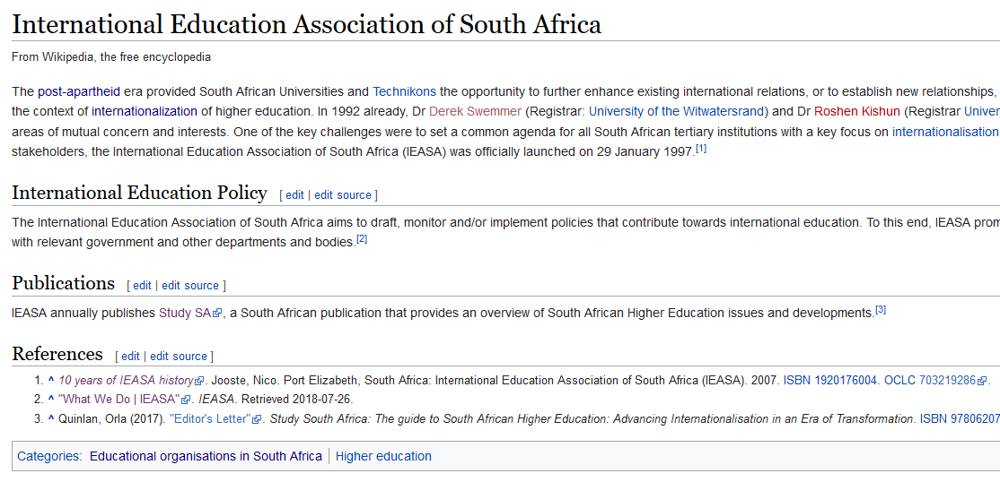 International Education Association of South Africa
From Wikipedia, the free encyclopedia
The post-apartheid era provided South African Universities and Technikons the opportunity to further enhance existing international relations, or to establish new relationships,
the context of internationalization of higher education. In 1992 already, Dr Derek Swemmer (Registrar: University of the Witwatersrand) and Dr Roshen Kishun (Registrar Univer
areas of mutual concern and interests. One of the key challenges were to set a common agenda for all South African tertiary institutions with a key focus on internationalisation
stakeholders, the International Education Association of South Africa (IEASA) was officially launched on 29 January 1997.[1]
International Education Policy [ edit | edit source ]
The International Education Association of South Africa aims to draft, monitor and/or implement policies that contribute towards international education. To this end, IEASA prom
with relevant government and other departments and bodies.[2]
Publications [ edit | edit source ]
IEASA annually publishes Study SA, a South African publication that provides an overview of South African Higher Education issues and developments.[3]
References [ edit | edit source ]
1. ^ 10 years of IEASA history. Jooste, Nico. Port Elizabeth, South Africa: International Education Association of South Africa (IEASA). 2007. ISBN 1920176004. OCLC 703219286.
2. ^ "What We Do | IEASA". IEASA. Retrieved 2018-07-26.
3. ^ Quinlan, Orla (2017). "Editor's Letter". Study South Africa: The guide to South African Higher Education: Advancing Internationalisation in an Era of Transformation. ISBN 97806207
Categories: Educational organisations in South Africa | Higher education